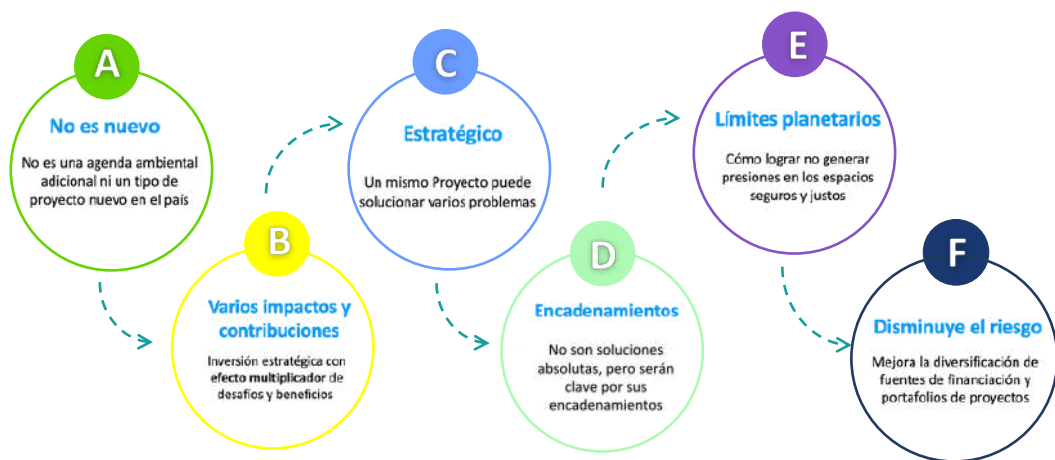 A
No es nuevo
No es una agenda ambiental
adicional ni un tipo de
proyecto nuevo en el país
B
Varios impactos y
contribuciones
Inversión estratégica con
efecto multiplicador de
desafíos y beneficios
C
Estratégico
Un mismo Proyecto puede
solucionar varios problemas
D
Encadenamientos
No son soluciones
absolutas, pero serán
clave por sus
encadenamientos
E
Límites planetarios
Cómo lograr no generar
presiones en los espacios
seguros y justos
F
Disminuye el riesgo
Mejora la diversificación de
fuentes de financiación y
portafolios de proyectos